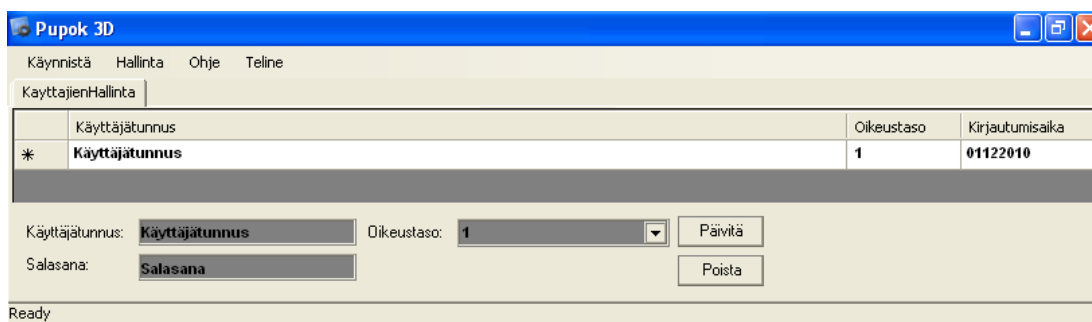 Pupok 3D
Käynnistä Hallinta Ohje Teline
KayttajienHallinta
Käyttäjätunnus Oikeustaso Kirjautumisaika
Käyttäjätunnus 1 01122010
Käyttäjätunnus: Käyttäjätunnus Oikeustaso: 1 Päivitä
Salasana: Salasana Poista
Ready